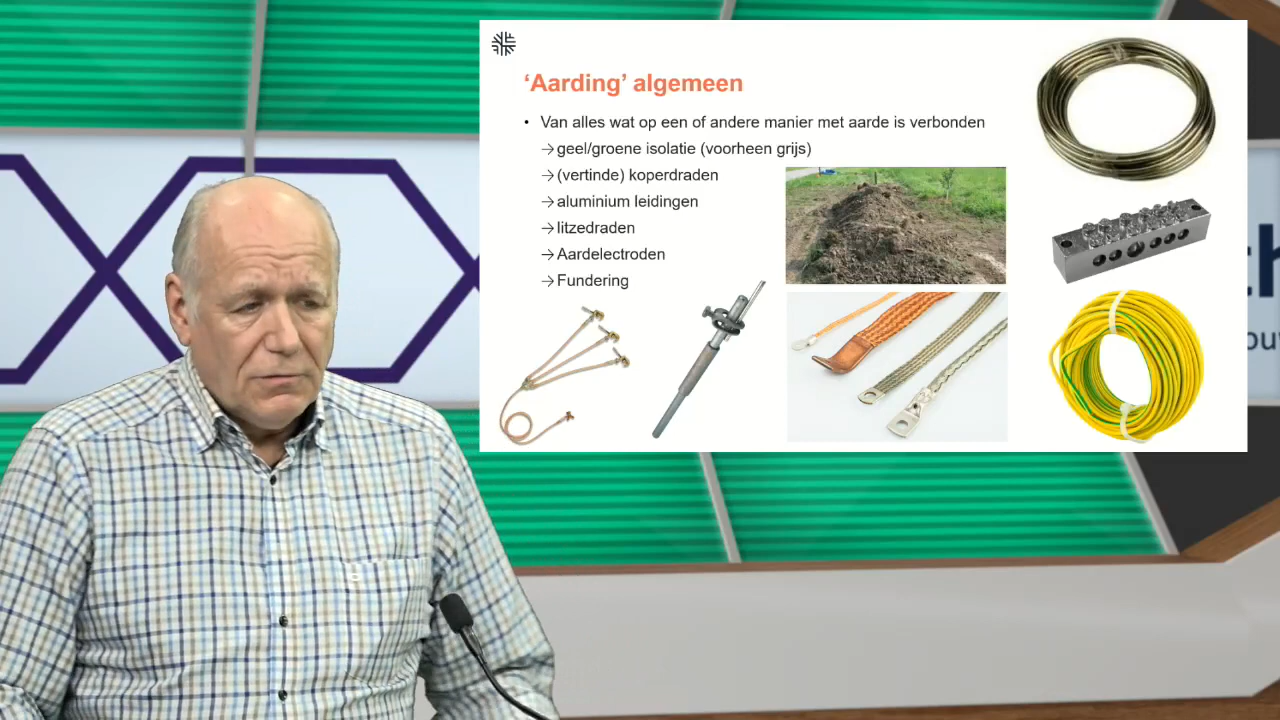 ‘Aarding’ algemeen
• Van alles wat op een of andere manier met aarde is verbonden
→geel/groene isolatie (voorheen grijs)
→(vertinde) koperdraden
→aluminium leidingen
→litzedraden
→Aardelectroden
→Fundering